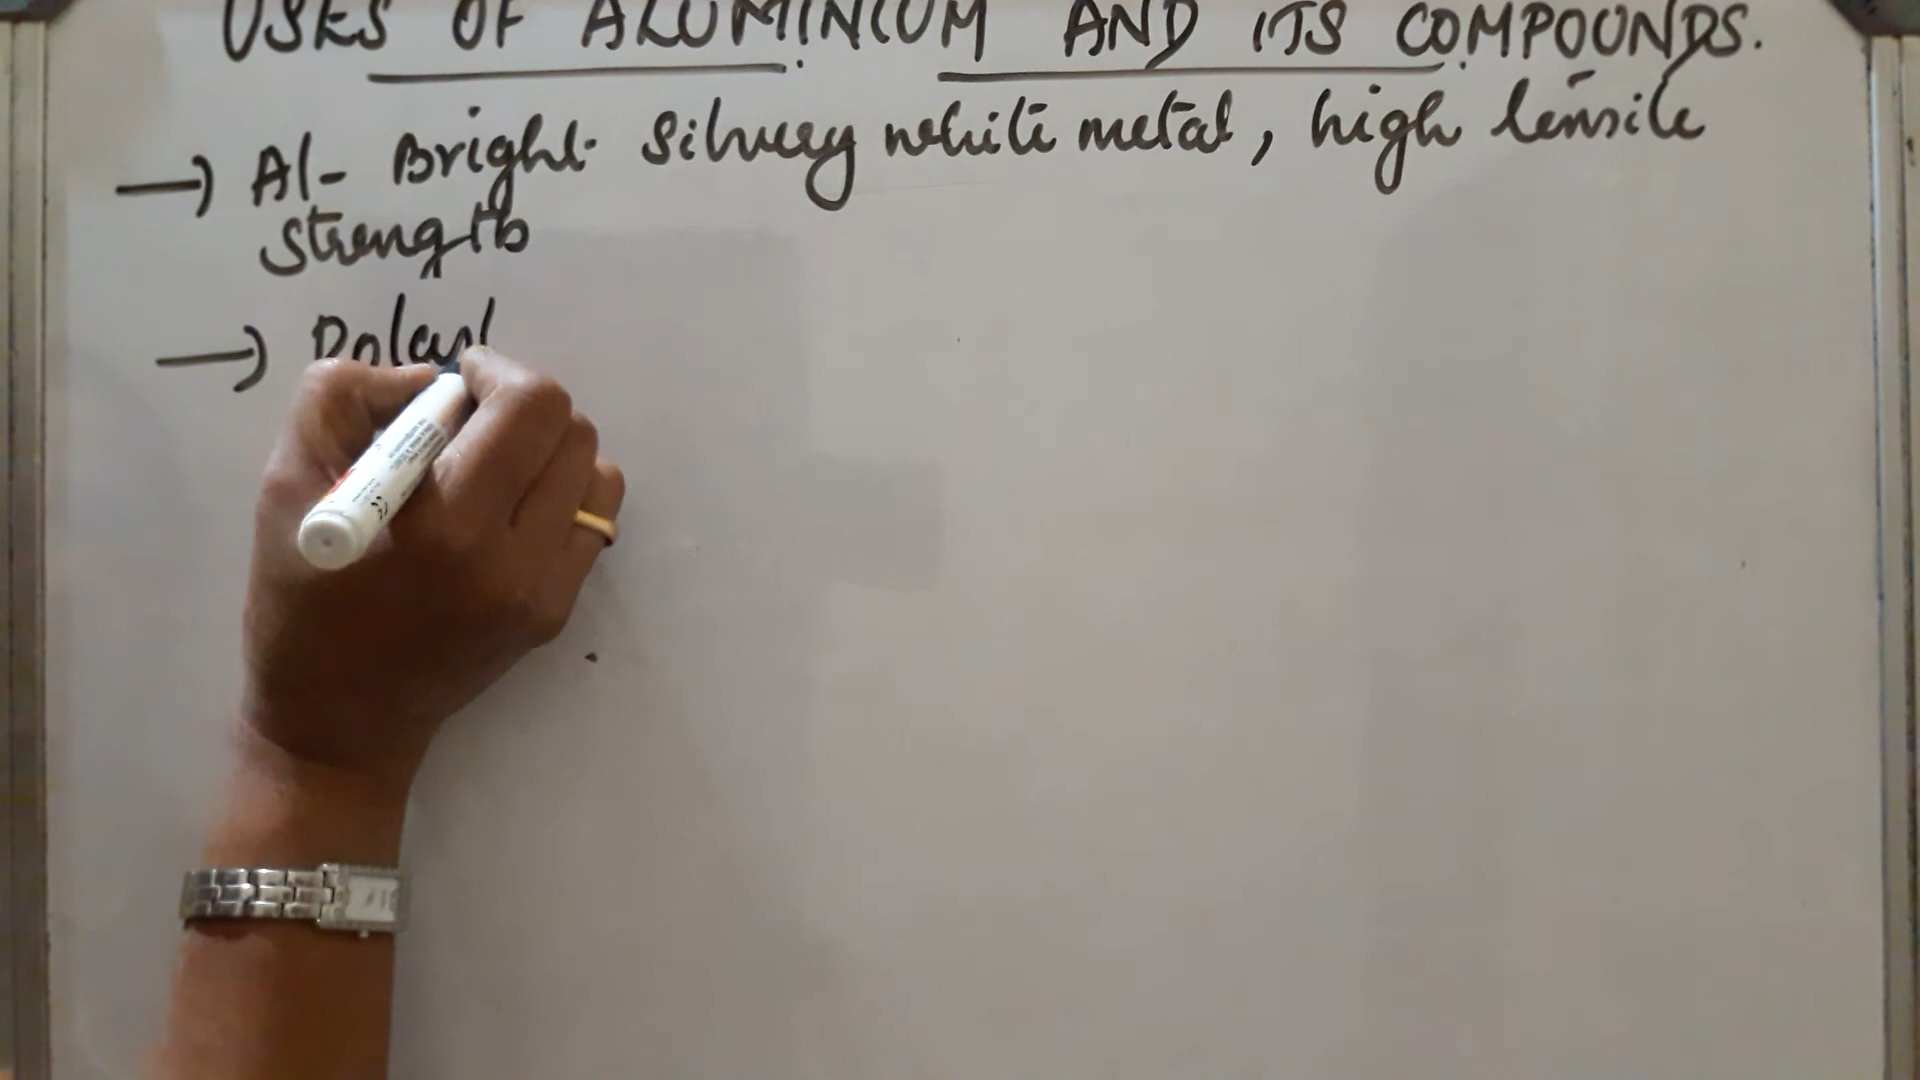 USES OF ALUMINIUM AND ITS COMPOUNDS.
→ Al- Bright silvery white metal, high tensile
strength
→